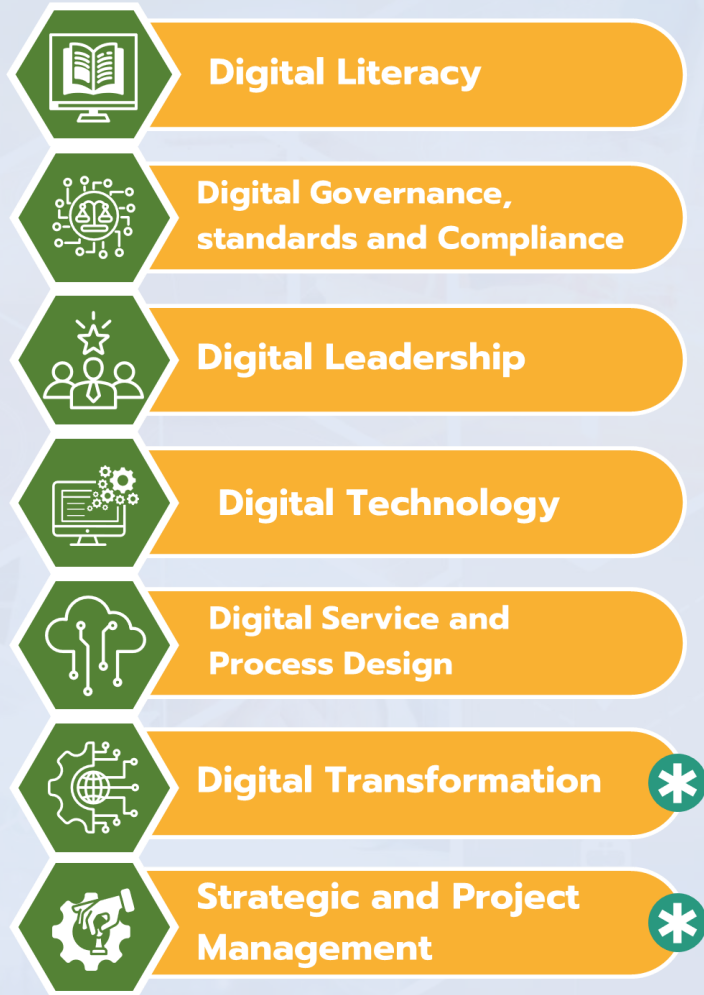 Digital Literacy
Digital Governance,
standards and Compliance
Digital Leadership
Digital Technology
Digital Service and
Process Design
Digital Transformation
*
Strategic and Project
Management
*